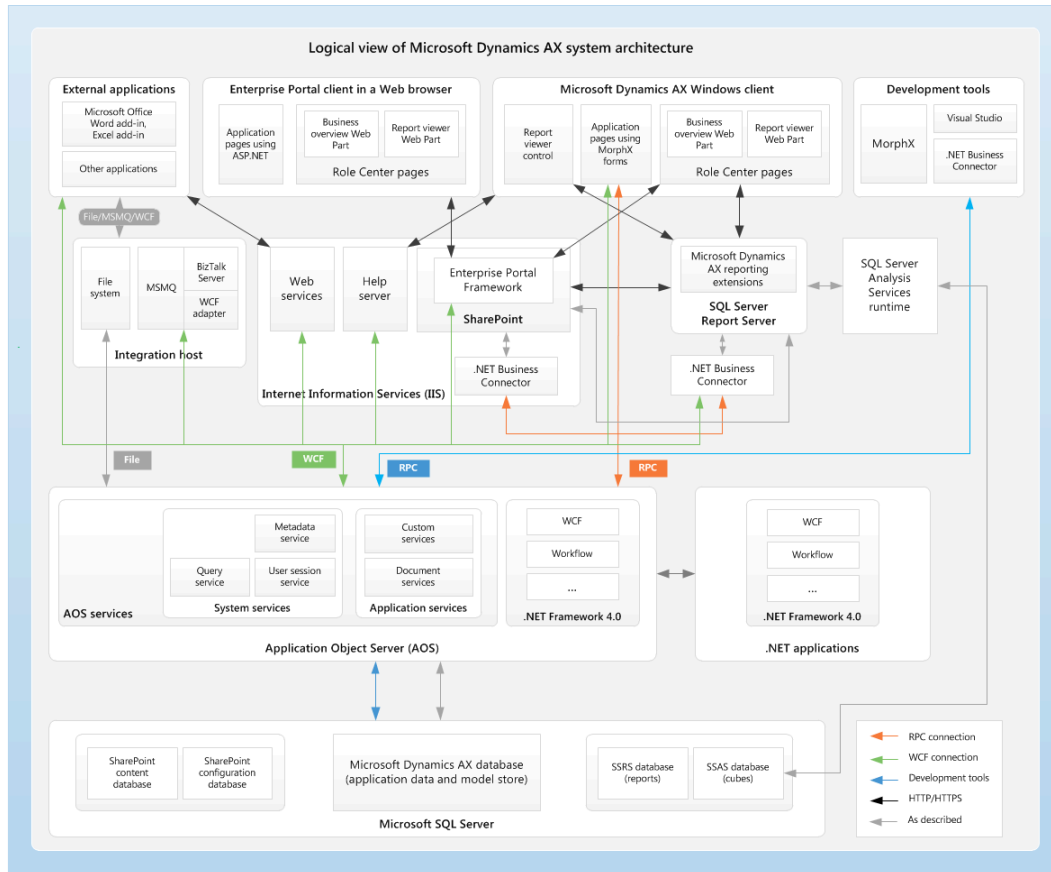 Logical view of Microsoft Dynamics AX system architecture
External applications
Microsoft Office
Word add-in,
Excel add-in
Other applications
Enterprise Portal client in a Web browser
Application
pages using
ASP.NET
Business
overview Web
Part
Report viewer
Web Part
Role Center pages
Microsoft Dynamics AX Windows client
Report
viewer
control
Application
pages using
MorphX
forms
Business
overview Web
Part
Report viewer
Web Part
Role Center pages
Development tools
MorphX
Visual Studio
.NET Business
Connector
File/MSMQ/WCF
File
system
MSMQ
BizTalk
Server
WCF
adapter
Integration host
Web
services
Help
server
Enterprise Portal
Framework
SharePoint
.NET Business
Connector
Internet Information Services (IIS)
Microsoft Dynamics
AX reporting
extensions
SQL Server
Report Server
.NET Business
Connector
SQL Server
Analysis
Services
runtime
File
WCF
RPC
RPC
AOS services
Metadata
service
Query
service
User session
service
System services
Custom
services
Document
services
Application services
WCF
Workflow
...
.NET Framework 4.0
Application Object Server (AOS)
WCF
Workflow
...
.NET Framework 4.0
.NET applications
SharePoint
content
database
SharePoint
configuration
database
Microsoft Dynamics AX database
(application data and model store)
SSRS database
(reports)
SSAS database
(cubes)
Microsoft SQL Server
RPC connection
WCF connection
Development tools
HTTP/HTTPS
As described